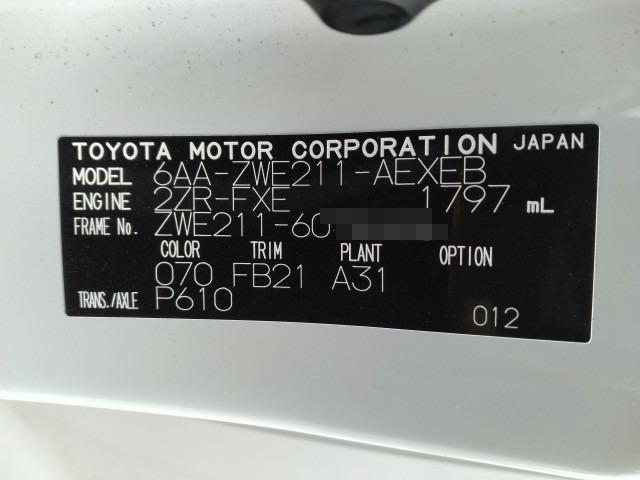 TOYOTA MOTOR CORPORATION JAPAN
MODEL 6AA-ZWE211-AEXEB
ENGINE 2ZR-FXE 1797 mL
FRAME No. ZWE211-60
COLOR TRIM PLANT OPTION
070 FB21 A31
TRANS./AXLE P610
012